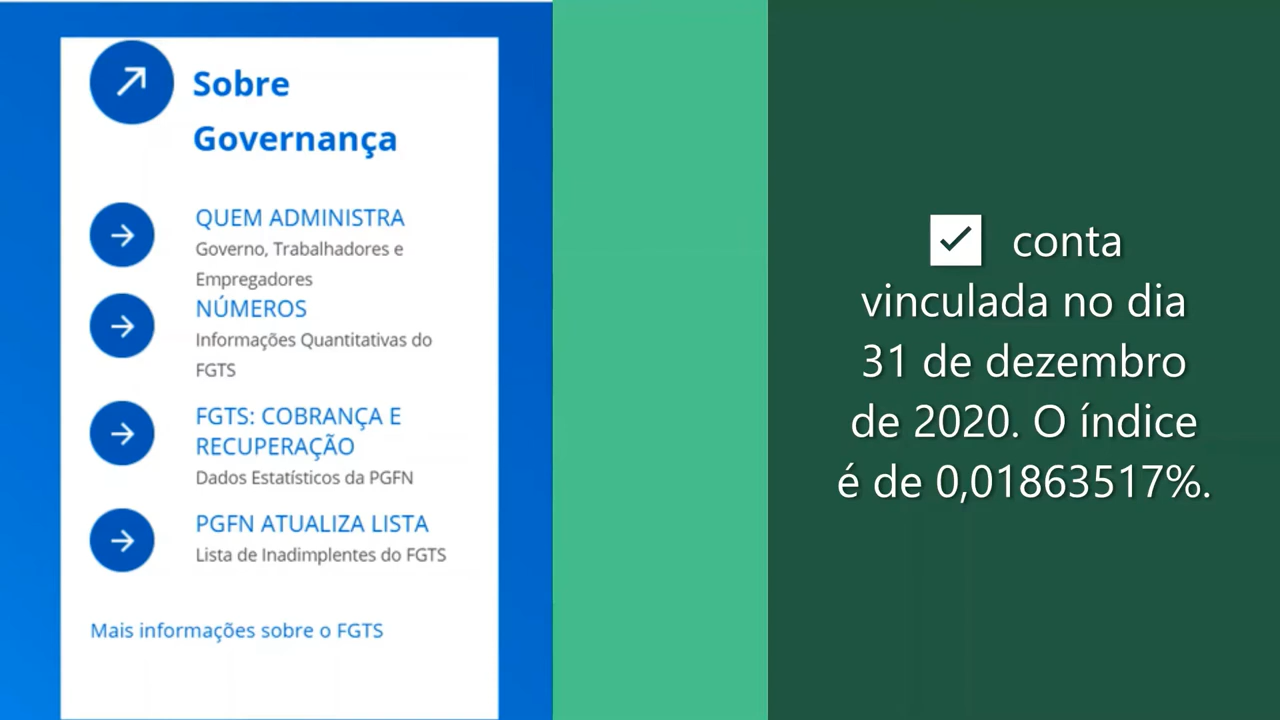 Sobre
Governança
QUEM ADMINISTRA
Governo, Trabalhadores e
Empregadores
NÚMEROS
Informações Quantitativas do
FGTS
FGTS: COBRANÇA E
RECUPERAÇÃO
Dados Estatísticos da PGFN
PGFN ATUALIZA LISTA
Lista de Inadimplentes do FGTS
Mais informações sobre o FGTS
conta
vinculada no dia
31 de dezembro
de 2020. O índice
é de 0,01863517%.